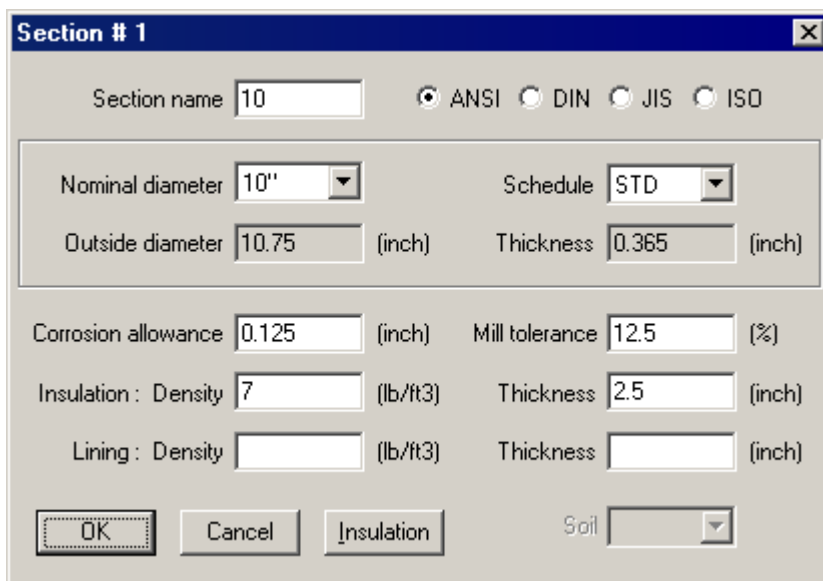 Section # 1
Section name 10 ANSI DIN JIS ISO
Nominal diameter 10" Schedule STD
Outside diameter 10.75 (inch) Thickness 0.365 (inch)
Corrosion allowance 0.125 (inch) Mill tolerance 12.5 (%)
Insulation : Density 7 (lb/ft3) Thickness 2.5 (inch)
Lining : Density (lb/ft3) Thickness (inch)
OK Cancel Insulation Soil